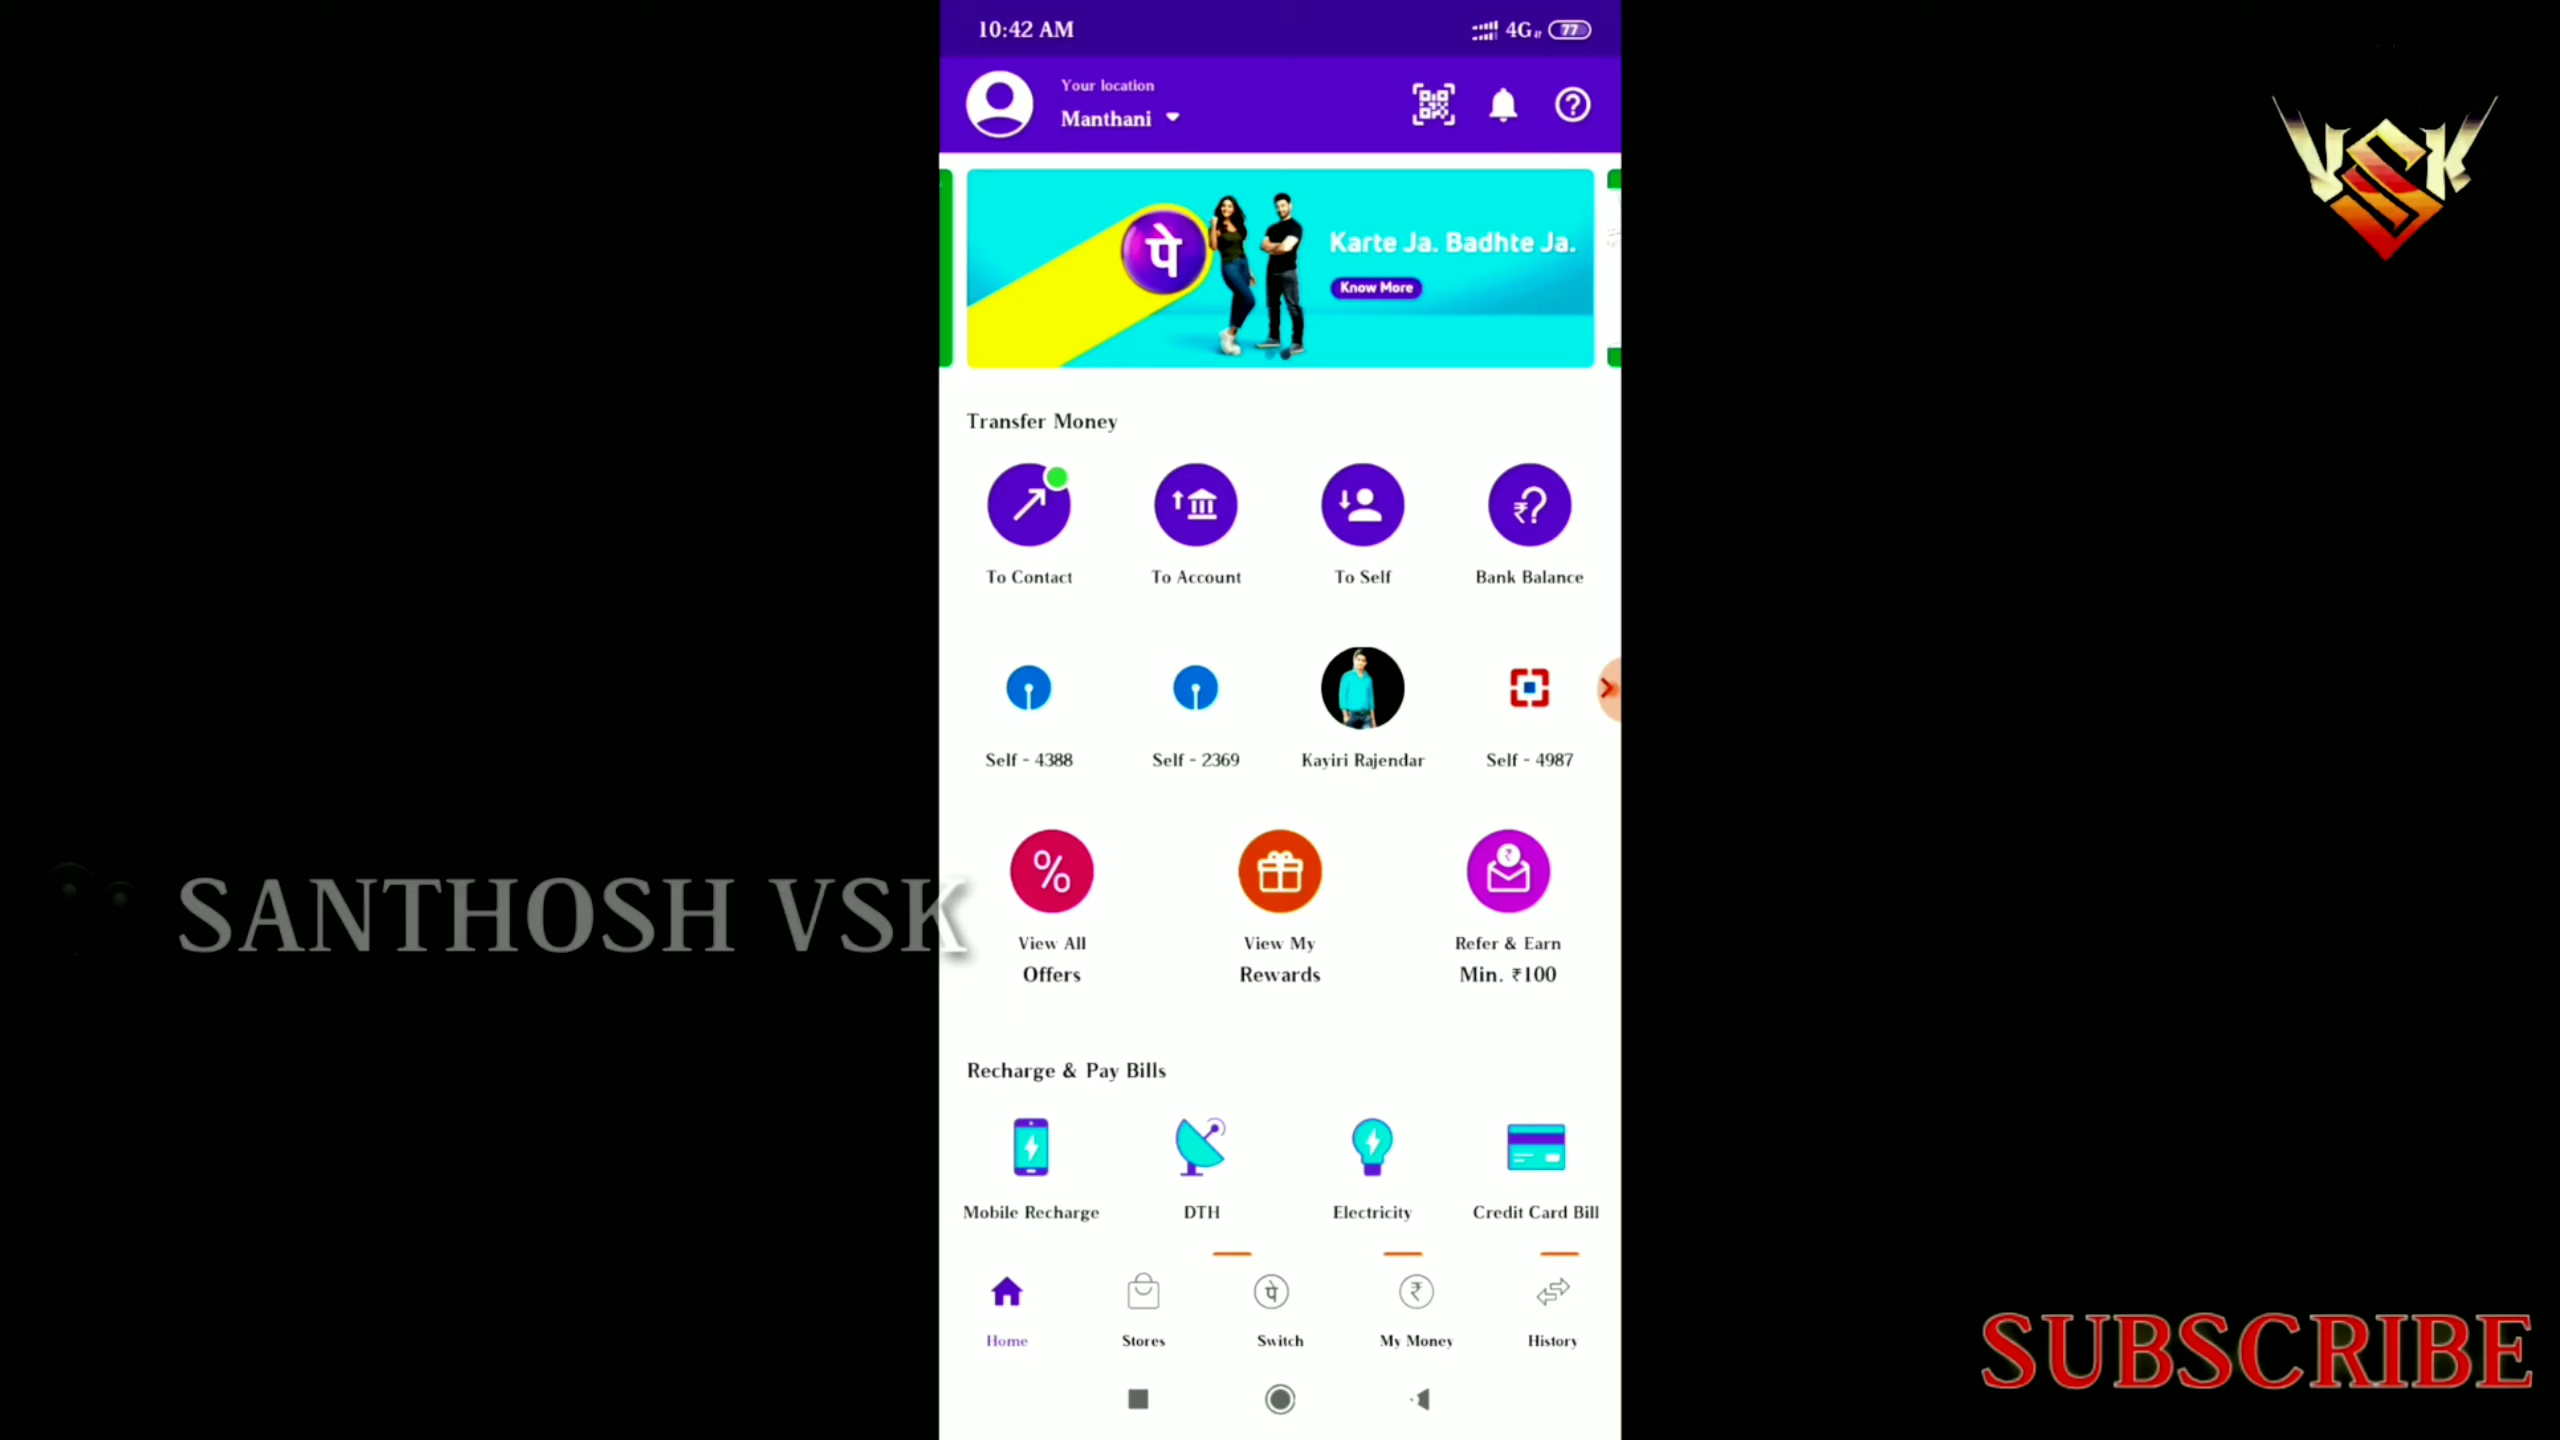 10:42 AM
4G
77
Your location
Manthani
VSK
पे
Karte Ja. Badhte Ja.
Know More
Transfer Money
To Contact
To Account
To Self
Bank Balance
Self - 4388
Self - 2369
Kayiri Rajendar
Self - 4987
SANTHOSH VSK
View All
Offers
View My
Rewards
Refer & Earn
Min. ₹100
Recharge & Pay Bills
Mobile Recharge
DTH
Electricity
Credit Card Bill
Home
Stores
Switch
My Money
History
SUBSCRIBE